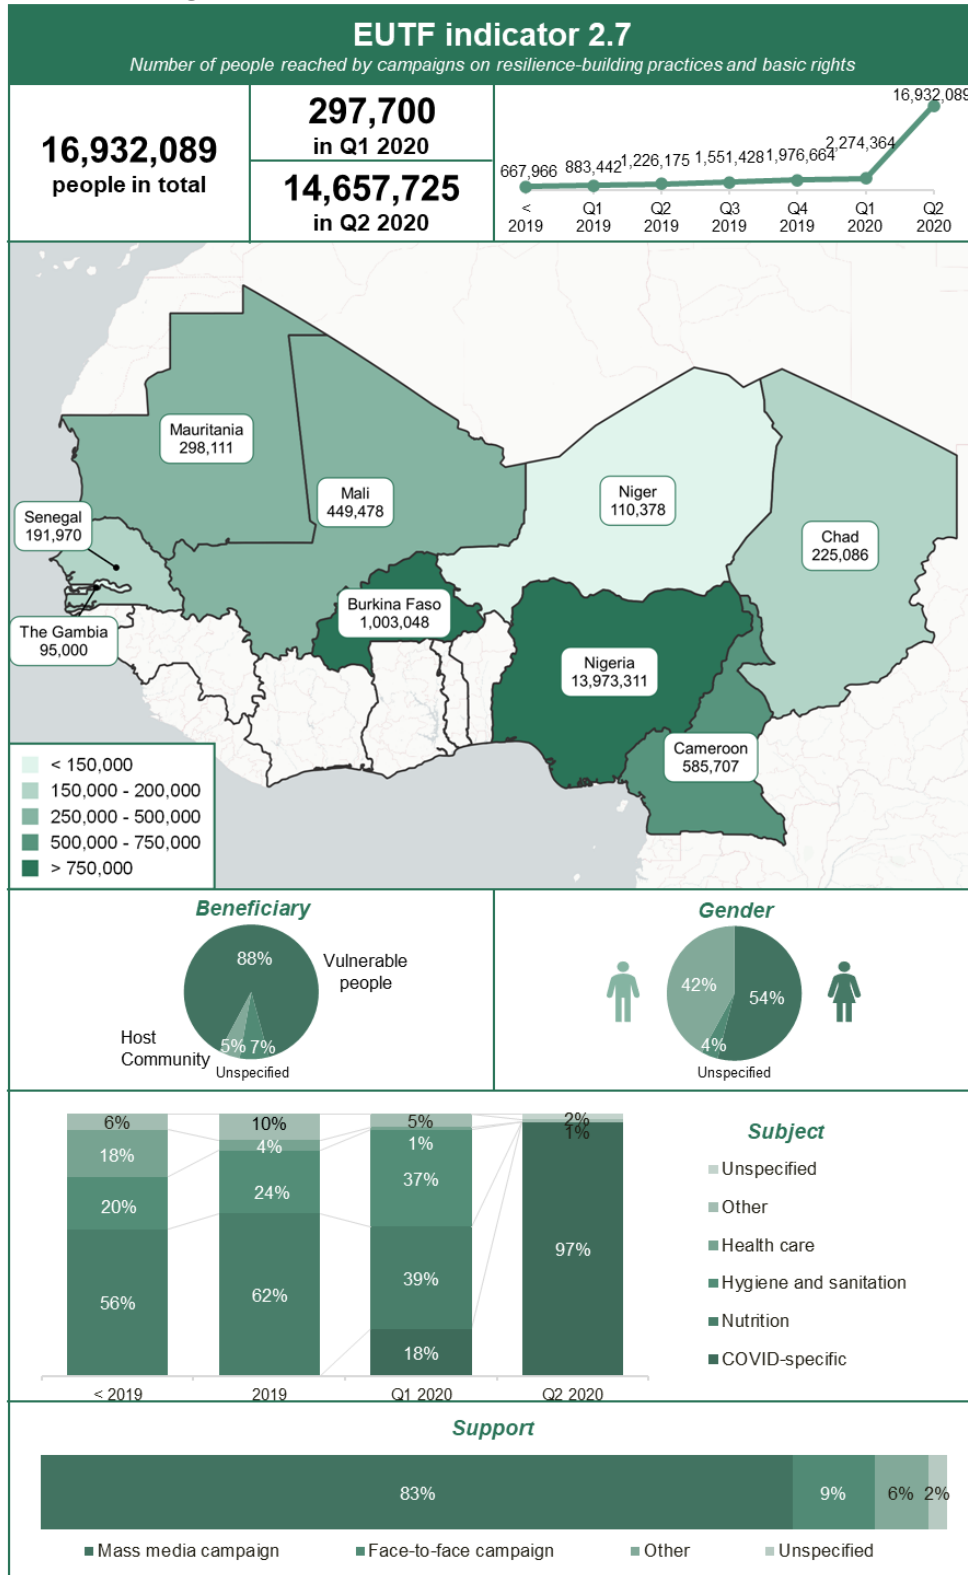 EUTF indicator 2.7
Number of people reached by campaigns on resilience-building practices and basic rights
16,932,089
people in total
297,700
in Q1 2020
14,657,725
in Q2 2020
667,966
883,442
1,226,175
1,551,428
1,976,664
2,274,364
16,932,089
<
2019
Q1
2019
Q2
2019
Q3
2019
Q4
2019
Q1
2020
Q2
2020
Mauritania
298,111
Mali
449,478
Niger
110,378
Chad
225,086
Senegal
191,970
The Gambia
95,000
Burkina Faso
1,003,048
Nigeria
13,973,311
Cameroon
585,707
< 150,000
150,000 - 200,000
250,000 - 500,000
500,000 - 750,000
> 750,000
Beneficiary
88%
Vulnerable
people
Host
Community
5%
7%
Unspecified
Gender
42%
54%
4%
Unspecified
6%
18%
20%
56%
< 2019
10%
4%
24%
62%
2019
5%
1%
37%
39%
18%
Q1 2020
2%
1%
97%
Q2 2020
Subject
Unspecified
Other
Health care
Hygiene and sanitation
Nutrition
COVID-specific
Support
83%
9%
6%
2%
Mass media campaign
Face-to-face campaign
Other
Unspecified